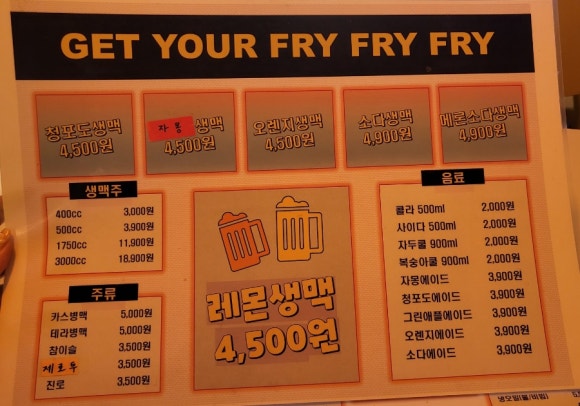 GET YOUR FRY FRY FRY
청포도생맥
4,500원
자몽 생맥
4,500원
오렌지생맥
4,500원
소다생맥
4,900원
메론소다생맥
4,900원
생맥주
400cc 3,000원
500cc 3,900원
1750cc 11,900원
3000cc 18,900원
주류
카스병맥 5,000원
테라병맥 5,000원
참이슬 3,500원
제로투 3,500원
진로 3,500원
레몬생맥
4,500원
음료
콜라 500ml 2,000원
사이다 500ml 2,000원
자두쿨 900ml 2,000원
복숭아쿨 900ml 2,000원
자몽에이드 3,900원
청포도에이드 3,900원
그린애플에이드 3,900원
오렌지에이드 3,900원
소다에이드 3,900원